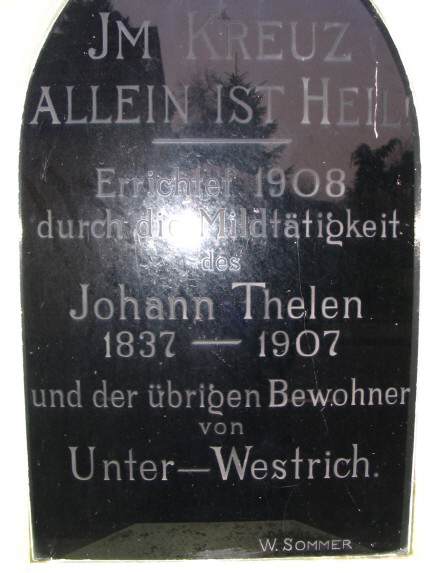 JM KREUZ
ALLEIN IST HEIL
Errichtet 1908
durch die Mildtätigkeit
des
Johann Thelen
1837 — 1907
und der übrigen Bewohner
von
Unter—Westrich.
W. SOMMER